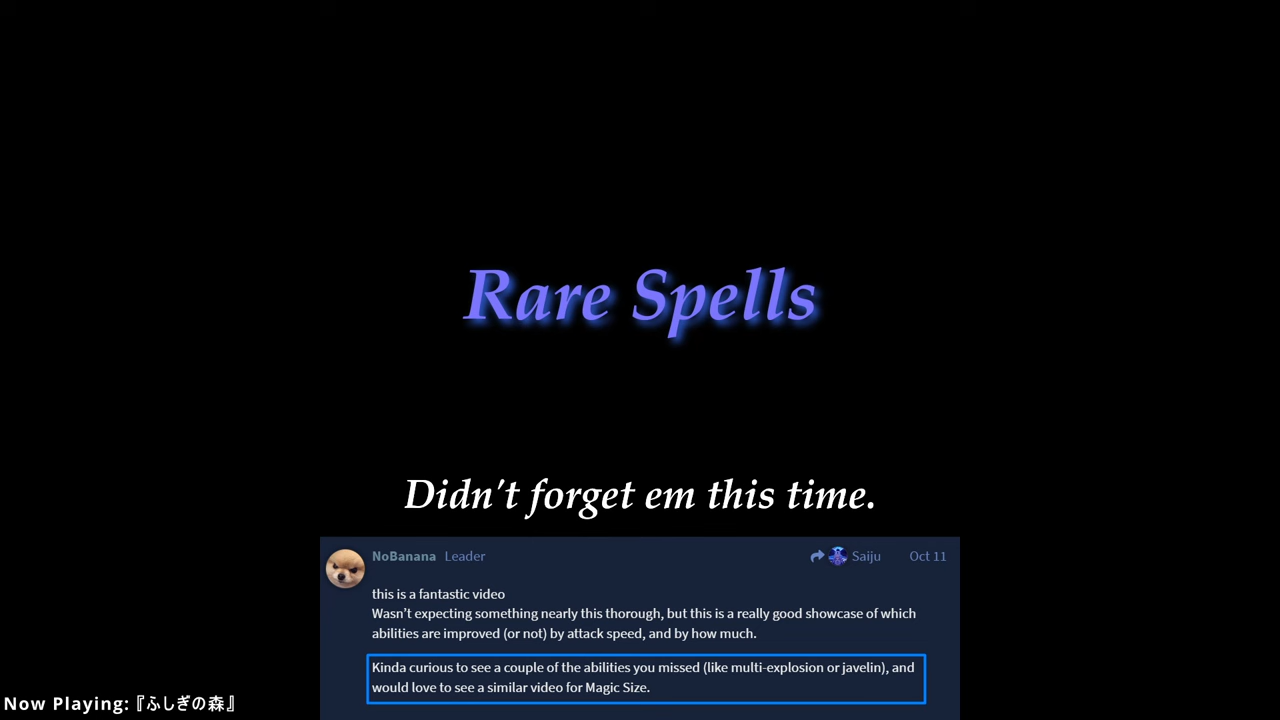 Rare Spells
Didn't forget em this time.
NoBanana Leader Saiju Oct 11
this is a fantastic video
Wasn't expecting something nearly this thorough, but this is a really good showcase of which
abilities are improved (or not) by attack speed, and by how much.
Kinda curious to see a couple of the abilities you missed (like multi-explosion or javelin), and
would love to see a similar video for Magic Size.
Now Playing:『ふしぎの森』